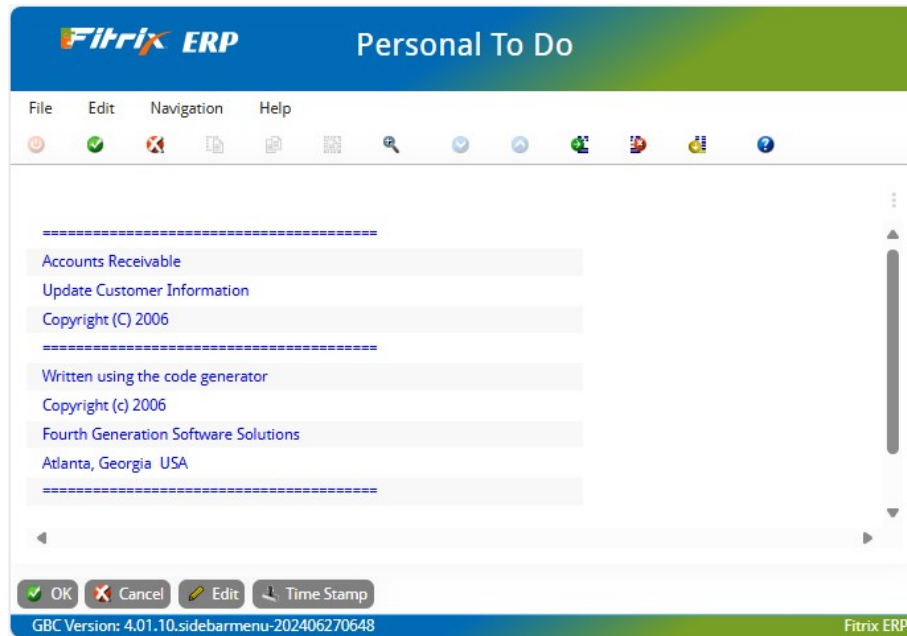 Fitrix ERP
Personal To Do
File Edit Navigation Help
========================================
Accounts Receivable
Update Customer Information
Copyright (C) 2006
========================================
Written using the code generator
Copyright (c) 2006
Fourth Generation Software Solutions
Atlanta, Georgia  USA
========================================
OK Cancel Edit Time Stamp
GBC Version: 4.01.10.sidebarmenu-202406270648 Fitrix ERP